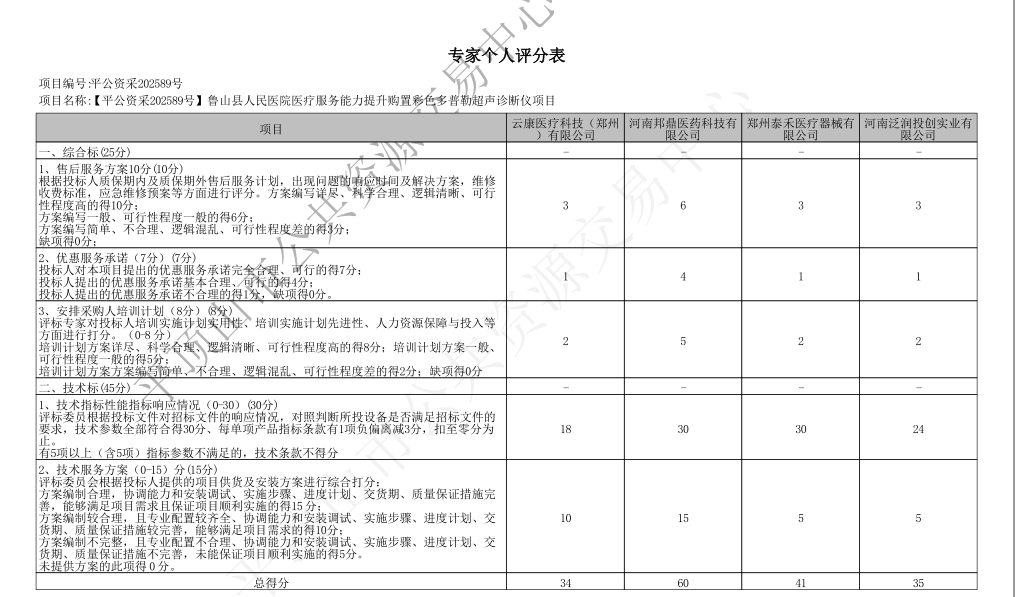 专家个人评分表
项目编号:平公资采202589号
项目名称:【平公资采202589号】鲁山县人民医院医疗服务能力提升购置彩色多普勒超声诊断仪项目
项目
云康医疗科技（郑州
）有限公司
河南邦鼎医药科技有
限公司
郑州泰禾医疗器械有
限公司
河南泛润投创实业有
限公司
一、综合标(25分)
-
-
-
-
1、售后服务方案10分(10分)
根据投标人质保期内及质保期外售后服务计划，出现问题的响应时间及解决方案，维修
收费标准，应急维修预案等方面进行评分。方案编写详尽、科学合理、逻辑清晰、可行
性程度高的得10分；
方案编写一般、可行性程度一般的得6分；
方案编写简单、不合理、逻辑混乱、可行性程度差的得3分；
缺项得0分；
3
6
3
3
2、优惠服务承诺（7分）(7分)
投标人对本项目提出的优惠服务承诺完全合理、可行的得7分；
投标人提出的优惠服务承诺基本合理、可行的得4分；
投标人提出的优惠服务承诺不合理的得1分，缺项得0分。
1
4
1
1
3、安排采购人培训计划（8分）(8分)
评标专家对投标人培训实施计划实用性、培训实施计划先进性、人力资源保障与投入等
方面进行打分。（0-8 分）
培训计划方案详尽、科学合理、逻辑清晰、可行性程度高的得8分；培训计划方案一般、
可行性程度一般的得5分；
培训计划方案方案编写简单、不合理、逻辑混乱、可行性程度差的得2分；缺项得0分
2
5
2
2
二、技术标(45分)
-
-
-
-
1、技术指标性能指标响应情况（0-30）(30分)
评标委员根据投标文件对招标文件的响应情况，对照判断所投设备是否满足招标文件的
要求，技术参数全部符合得30分、每单项产品指标条款有1项负偏离减3分，扣至零分为
止。
有5项以上（含5项）指标参数不满足的，技术条款不得分
18
30
30
24
2、技术服务方案（0-15）分(15分)
评标委员会根据投标人提供的项目供货及安装方案进行综合打分：
方案编制合理，协调能力和安装调试、实施步骤、进度计划、交货期、质量保证措施完
善，能够满足项目需求且保证项目顺利实施的得15 分；
方案编制较合理，且专业配置较齐全、协调能力和安装调试、实施步骤、进度计划、交
货期、质量保证措施较完善，能够满足项目需求的得10分；
方案编制不完整，且专业配置不合理、协调能力和安装调试、实施步骤、进度计划、交
货期、质量保证措施不完善，未能保证项目顺利实施的得5分。
未提供方案的此项得 0 分。
10
15
5
5
总得分
34
60
41
35
平顶山市公共资源交易中心
平顶山市公共资源交易中心